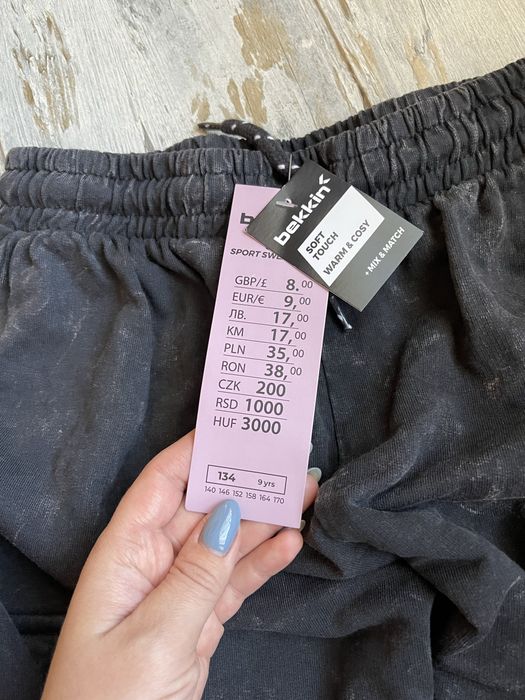 bekkin
SOFT
TOUCH
WARM & COSY
+ MIX & MATCH
SPORT
GBP/£ 8.00
EUR/€ 9,00
ЛВ. 17,00
KM 17,00
PLN 35,00
RON 38,00
CZK 200
RSD 1000
HUF 3000
134 9 yrs
140 146 152 158 164 170